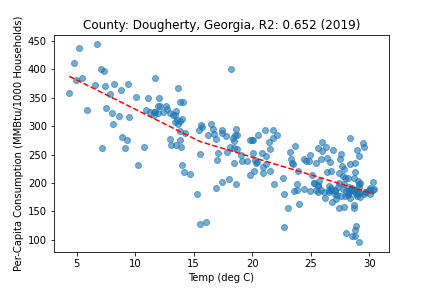 County: Dougherty, Georgia, R2: 0.652 (2019)
Per-Capita Consumption (MMBtu/1000 Households)
450
400
350
300
250
200
150
100
5 10 15 20 25 30
Temp (deg C)